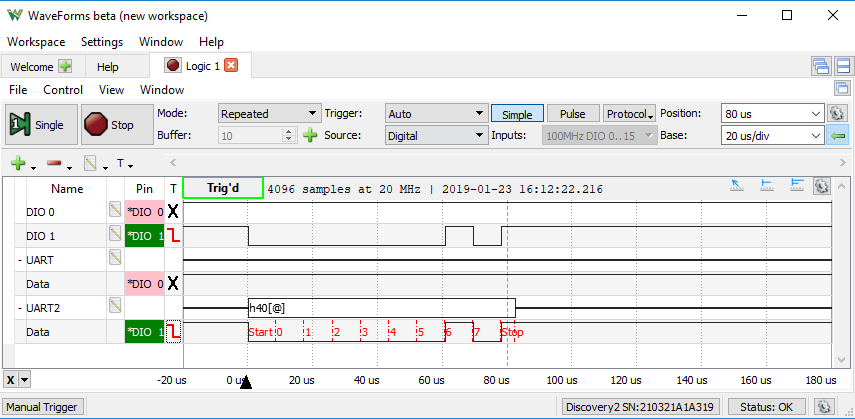 WaveForms beta (new workspace)
Workspace Settings Window Help
Welcome Help Logic 1
File Control View Window
Single Stop Mode: Repeated Trigger: Auto Simple Pulse Protocol Position: 80 us
Buffer: 10 Source: Digital Inputs: 100MHz DIO 0..15 Base: 20 us/div
T
Name Pin T Trig'd 4096 samples at 20 MHz | 2019-01-23 16:12:22.216
DIO 0 *DIO 0 X
DIO 1 *DIO 1
- UART
Data *DIO 0 X
- UART2 h40[@]
Data *DIO 1 Start 0 1 2 3 4 5 6 7 Stop
X -20 us 0 us 20 us 40 us 60 us 80 us 100 us 120 us 140 us 160 us 180 us
Manual Trigger Discovery2 SN:210321A1A319 Status: OK